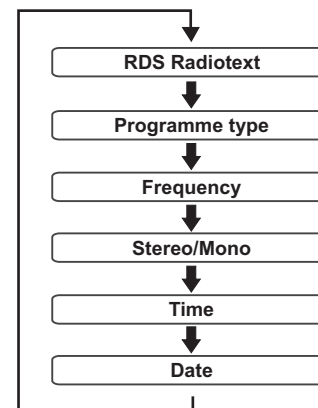 RDS Radiotext
Programme type
Frequency
Stereo/Mono
Time
Date